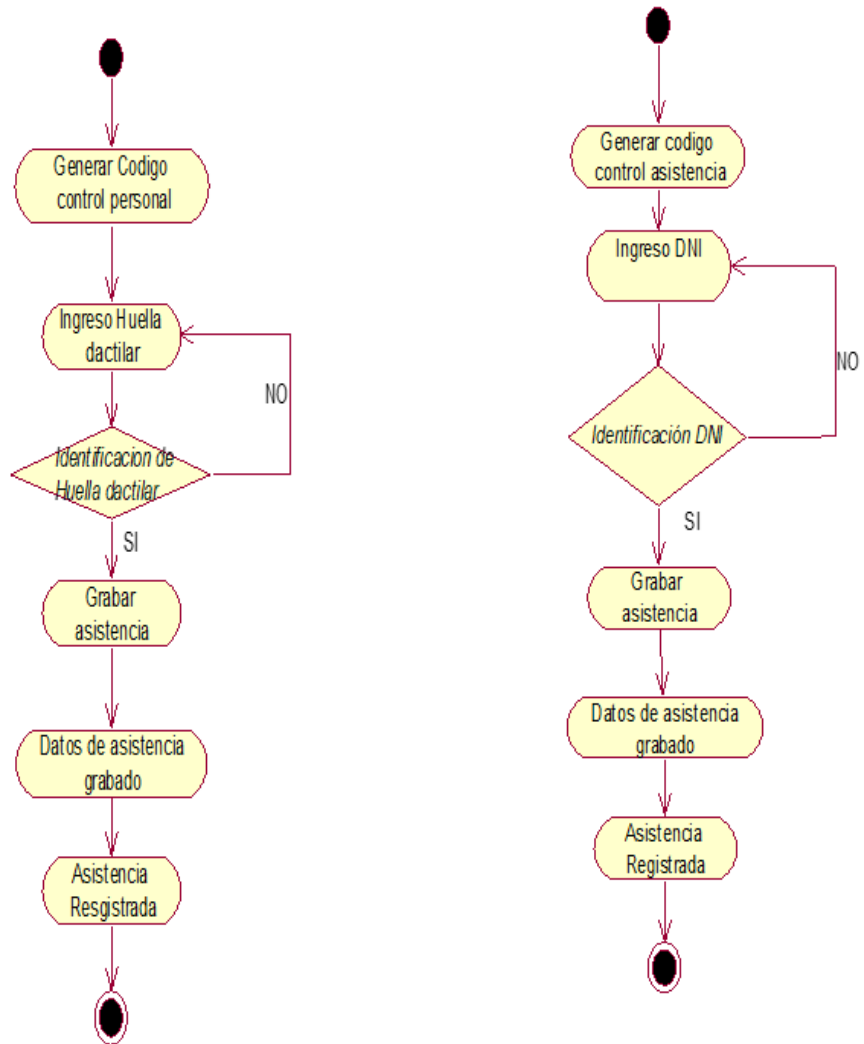 Generar Codigo
control personal
Ingreso Huella
dactilar
NO
Identificacion de
Huella dactilar
SI
Grabar
asistencia
Datos de asistencia
grabado
Asistencia
Resgistrada
Generar codigo
control asistencia
Ingreso DNI
NO
Identificación DNI
SI
Grabar
asistencia
Datos de asistencia
grabado
Asistencia
Registrada